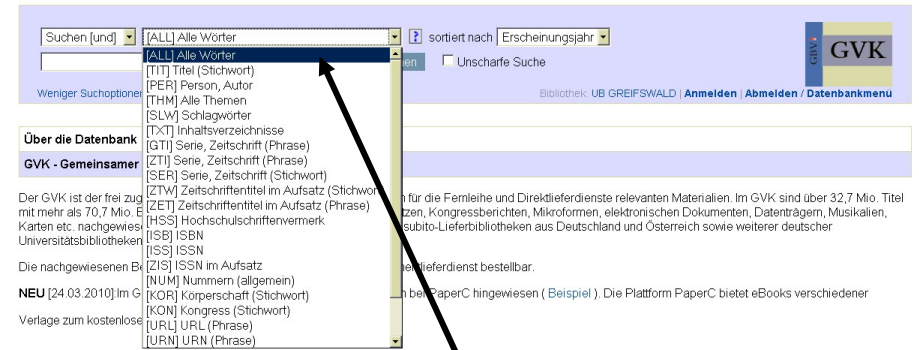 Suchen [und] [ALL] Alle Wörter ? sortiert nach Erscheinungsjahr
Unscharfe Suche
GBV GVK
Weniger Suchoptione
Bibliothek: UB GREIFSWALD | Anmelden | Abmelden / Datenbankmenü
[ALL] Alle Wörter
[TIT] Titel (Stichwort)
[PER] Person, Autor
[THM] Alle Themen
[SLW] Schlagwörter
[TXT] Inhaltsverzeichnisse
[GTI] Serie, Zeitschrift (Phrase)
[ZTI] Serie, Zeitschrift (Phrase)
[SER] Serie, Zeitschrift (Stichwort)
[ZTW] Zeitschriftentitel im Aufsatz (Stichwor
[ZET] Zeitschriftentitel im Aufsatz (Phrase)
[HSS] Hochschulschriftenvermerk
[ISB] ISBN
[ISS] ISSN
[ZIS] ISSN im Aufsatz
[NUM] Nummern (allgemein)
[KOR] Körperschaft (Stichwort)
[KON] Kongress (Stichwort)
[URL] URL (Phrase)
[URN] URN (Phrase)
Über die Datenbank
GVK - Gemeinsamer
Der GVK ist der frei zug n für die Fernleihe und Direktlieferdienste relevanten Materialien. Im GVK sind über 32,7 Mio. Titel
mit mehr als 70,7 Mio. E tzen, Kongressberichten, Mikroformen, elektronischen Dokumenten, Datenträgern, Musikalien,
Karten etc. nachgewies subito-Lieferbibliotheken aus Deutschland und Österreich sowie weiterer deutscher
Universitätsbibliotheken
Die nachgewiesenen Be entlieferdienst bestellbar.
NEU [24.03.2010]:Im G n bei PaperC hingewiesen ( Beispiel ). Die Plattform PaperC bietet eBooks verschiedener
Verlage zum kostenlose